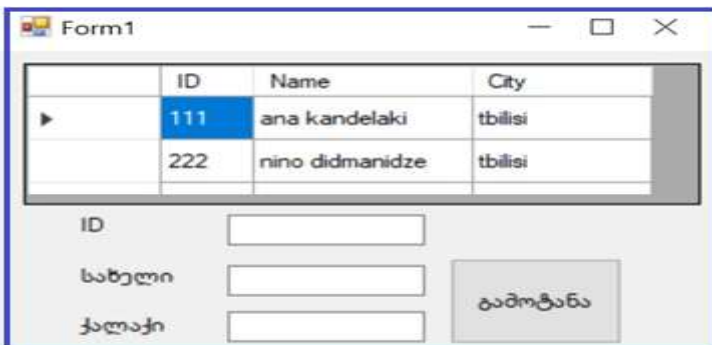 Form1
ID Name City
111 ana kandelaki tbilisi
222 nino didmanidze tbilisi
ID
სახელი
გამოტანა
ქალაქი